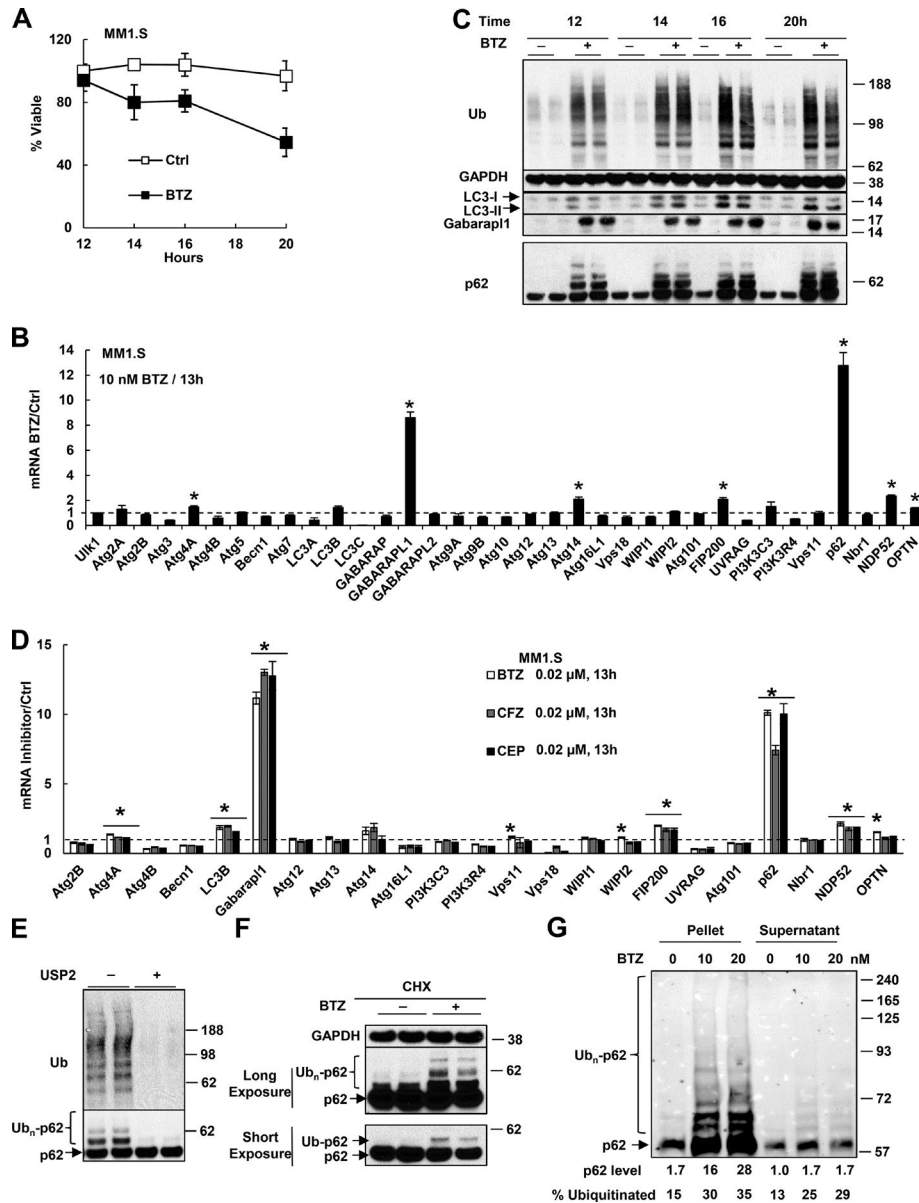 A
MM1.S
% Viable
120
80
40
0
Ctrl
BTZ
12 14 16 18 20
Hours
C
Time 12 14 16 20h
BTZ – + – + – + – +
Ub
188
98
62
GAPDH
38
LC3-I
14
LC3-II
Gabarapl1
17
14
p62
62
B
MM1.S
10 nM BTZ / 13h
mRNA BTZ/Ctrl
14
12
10
8
6
4
2
1
0
* * * * * * *
Ulk1 Atg2A Atg2B Atg3 Atg4A Atg4B Atg5 Becn1 Atg7 LC3A LC3B LC3C GABARAP GABARAPL1 GABARAPL2 Atg9A Atg9B Atg10 Atg12 Atg13 Atg14 Atg16L1 Vps18 WIPI1 WIPI2 Atg101 FIP200 UVRAG PI3K3C3 PI3K3R4 Vps11 p62 Nbr1 NDP52 OPTN
D
MM1.S
BTZ 0.02 µM, 13h
CFZ 0.02 µM, 13h
CEP 0.02 µM, 13h
mRNA Inhibitor/Ctrl
15
10
5
1
0
* * * * * * * * *
Atg2B Atg4A Atg4B Becn1 LC3B Gabarapl1 Atg12 Atg13 Atg14 Atg16L1 PI3K3C3 PI3K3R4 Vps11 Vps18 WIPI1 WIPI2 FIP200 UVRAG Atg101 p62 Nbr1 NDP52 OPTN
E
USP2 – +
Ub
188
98
62
Ubn-p62
62
p62
F
CHX
BTZ – +
GAPDH
38
Long Exposure
Ubn-p62
62
p62
Short Exposure
62
Ub-p62
p62
G
Pellet Supernatant
BTZ 0 10 20 0 10 20 nM
240
165
125
Ubn-p62
93
72
p62
57
p62 level 1.7 16 28 1.0 1.7 1.7
% Ubiquitinated 15 30 35 13 25 29